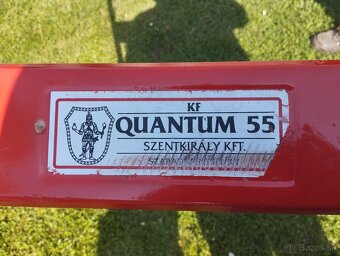 KF
QUANTUM 55
SZENTKIRÁLY KFT.